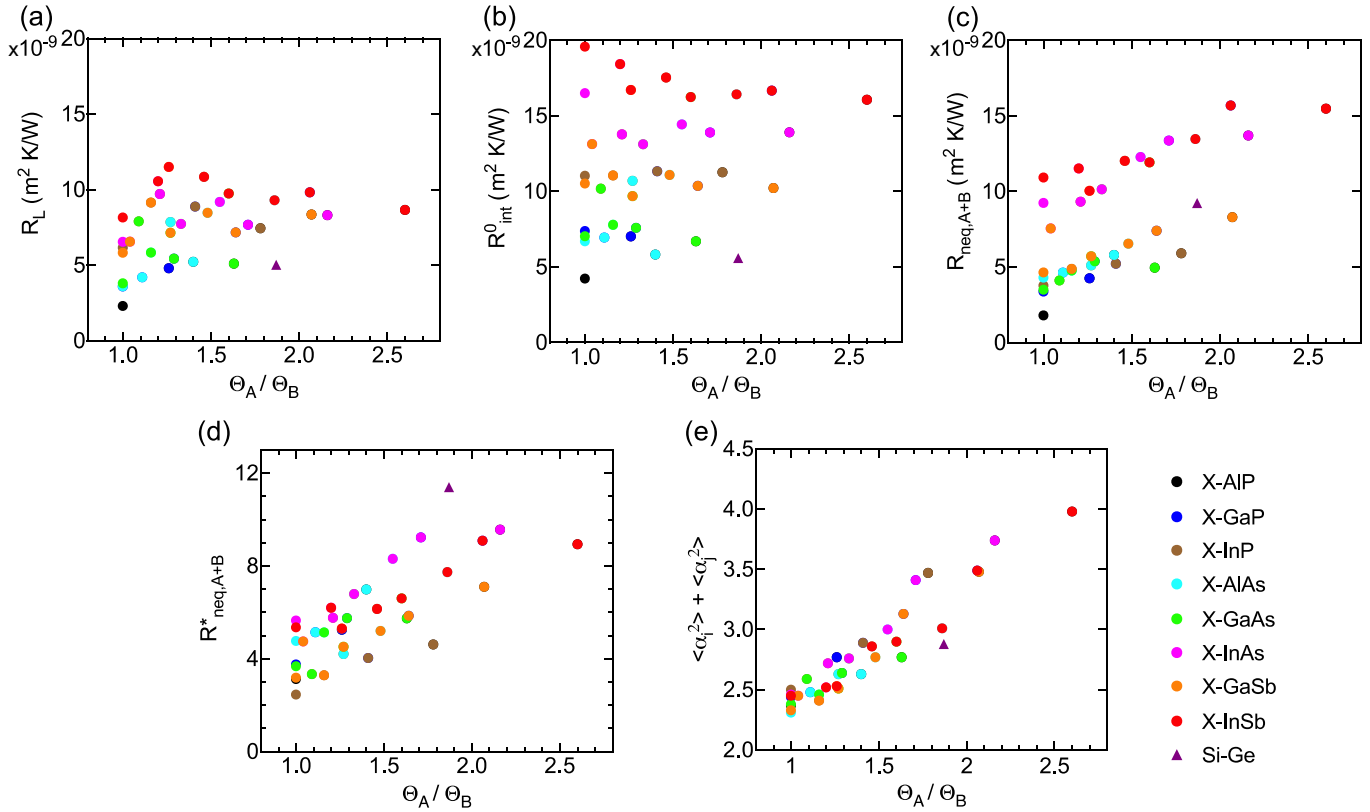 (a)
x10-9
20
15
10
5
0
R_L (m² K/W)
1.0 1.5 2.0 2.5
Θ_A / Θ_B
(b)
x10-9
20
15
10
5
0
R⁰_int (m² K/W)
1.0 1.5 2.0 2.5
Θ_A / Θ_B
(c)
x10-9
20
15
10
5
0
R_neq,A+B (m² K/W)
1.0 1.5 2.0 2.5
Θ_A / Θ_B
(d)
12
8
4
0
R*_neq,A+B
1.0 1.5 2.0 2.5
Θ_A / Θ_B
(e)
4.5
4.0
3.5
3.0
2.5
2.0
<α_i²> + <α_j²>
1 1.5 2 2.5
Θ_A / Θ_B
X-AlP
X-GaP
X-InP
X-AlAs
X-GaAs
X-InAs
X-GaSb
X-InSb
Si-Ge